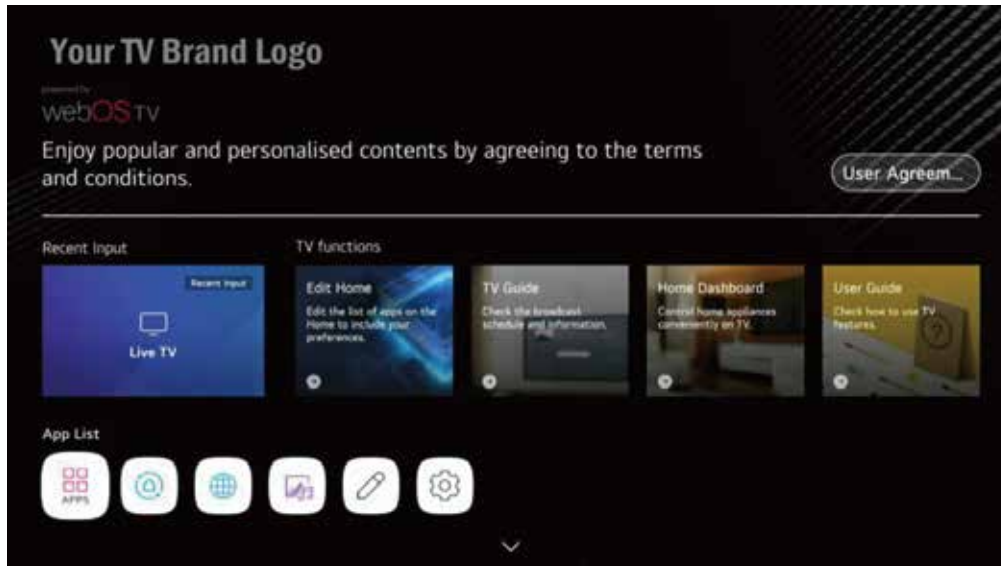 Your TV Brand Logo
powered by
webOS TV
Enjoy popular and personalised contents by agreeing to the terms
and conditions.
User Agreem...
Recent Input
TV functions
Recent Input
Live TV
Edit Home
Edit the list of apps on the
Home to include your
preferences.
TV Guide
Check the broadcast
schedule and information.
Home Dashboard
Control home appliances
conveniently on TV.
User Guide
Check how to use TV
features.
App List
APPS